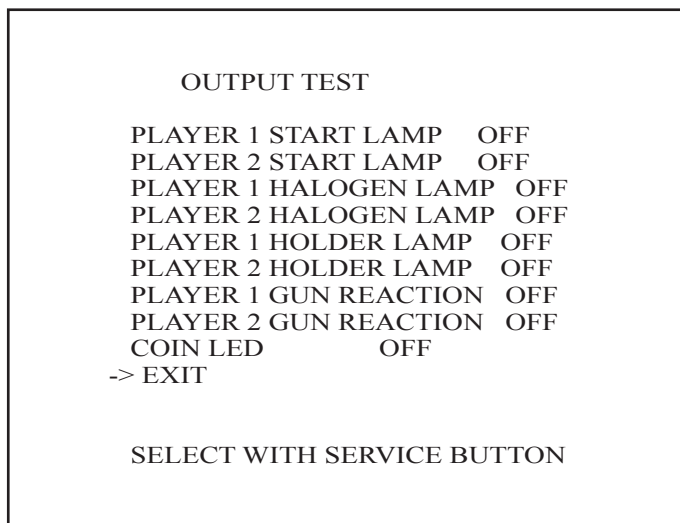 OUTPUT TEST
PLAYER 1 START LAMP OFF
PLAYER 2 START LAMP OFF
PLAYER 1 HALOGEN LAMP OFF
PLAYER 2 HALOGEN LAMP OFF
PLAYER 1 HOLDER LAMP OFF
PLAYER 2 HOLDER LAMP OFF
PLAYER 1 GUN REACTION OFF
PLAYER 2 GUN REACTION OFF
COIN LED OFF
-> EXIT
SELECT WITH SERVICE BUTTON